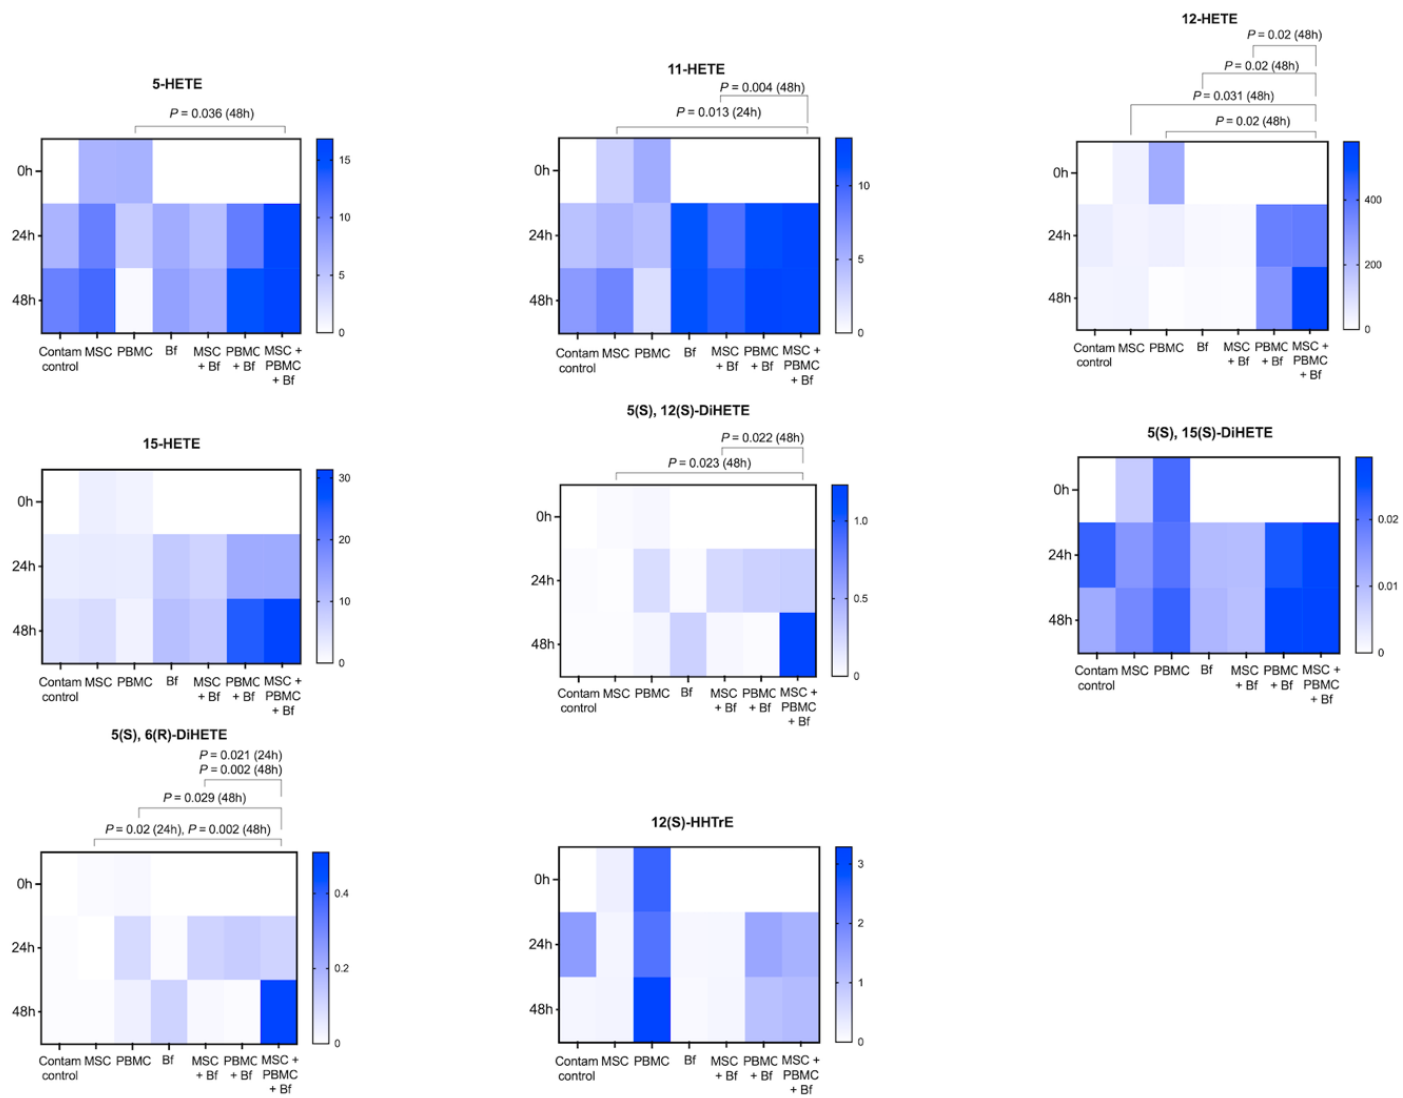 5-HETE
P = 0.036 (48h)
15
10
5
0
0h
24h
48h
Contam control
MSC
PBMC
Bf
MSC + Bf
PBMC + Bf
MSC + PBMC + Bf
11-HETE
P = 0.004 (48h)
P = 0.013 (24h)
10
5
0
0h
24h
48h
Contam control
MSC
PBMC
Bf
MSC + Bf
PBMC + Bf
MSC + PBMC + Bf
12-HETE
P = 0.02 (48h)
P = 0.02 (48h)
P = 0.031 (48h)
P = 0.02 (48h)
400
200
0
0h
24h
48h
Contam control
MSC
PBMC
Bf
MSC + Bf
PBMC + Bf
MSC + PBMC + Bf
15-HETE
30
20
10
0
0h
24h
48h
Contam control
MSC
PBMC
Bf
MSC + Bf
PBMC + Bf
MSC + PBMC + Bf
5(S), 12(S)-DiHETE
P = 0.022 (48h)
P = 0.023 (48h)
1.0
0.5
0
0h
24h
48h
Contam control
MSC
PBMC
Bf
MSC + Bf
PBMC + Bf
MSC + PBMC + Bf
5(S), 15(S)-DiHETE
0.02
0.01
0
0h
24h
48h
Contam control
MSC
PBMC
Bf
MSC + Bf
PBMC + Bf
MSC + PBMC + Bf
5(S), 6(R)-DiHETE
P = 0.021 (24h)
P = 0.002 (48h)
P = 0.029 (48h)
P = 0.02 (24h), P = 0.002 (48h)
0.4
0.2
0
0h
24h
48h
Contam control
MSC
PBMC
Bf
MSC + Bf
PBMC + Bf
MSC + PBMC + Bf
12(S)-HHTrE
3
2
1
0
0h
24h
48h
Contam control
MSC
PBMC
Bf
MSC + Bf
PBMC + Bf
MSC + PBMC + Bf